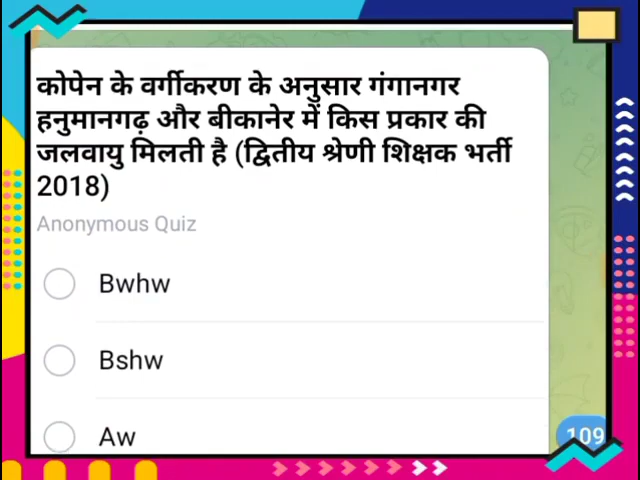 कोपेन के वर्गीकरण के अनुसार गंगानगर
हनुमानगढ़ और बीकानेर में किस प्रकार की
जलवायु मिलती है (द्वितीय श्रेणी शिक्षक भर्ती
2018)
Anonymous Quiz
Bwhw
Bshw
Aw
109